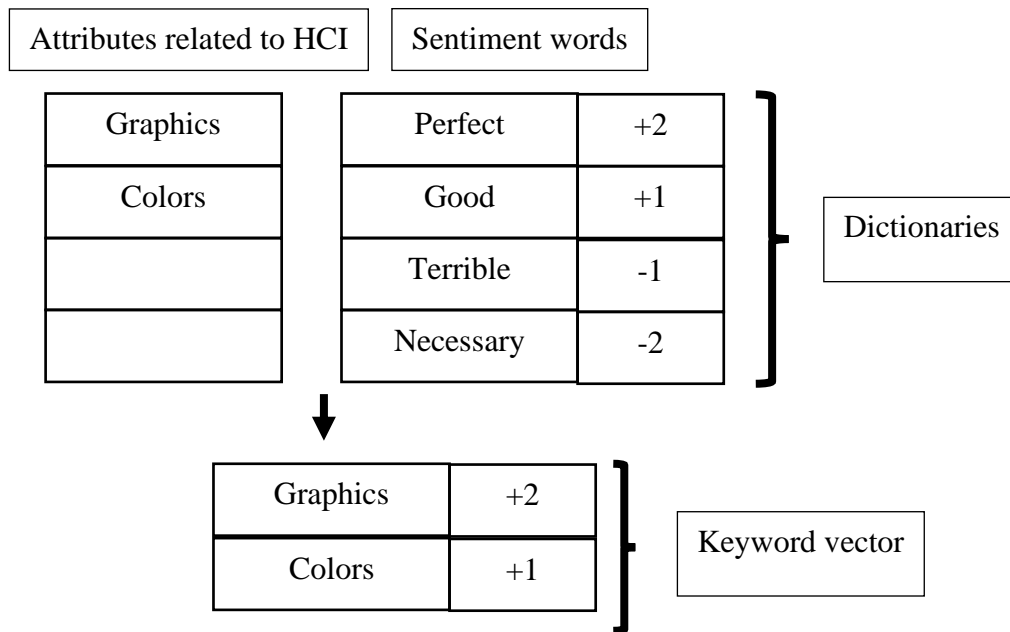 Attributes related to HCI
Sentiment words
Graphics
Perfect
+2
Colors
Good
+1
Terrible
-1
Necessary
-2
Dictionaries
Graphics
+2
Colors
+1
Keyword vector